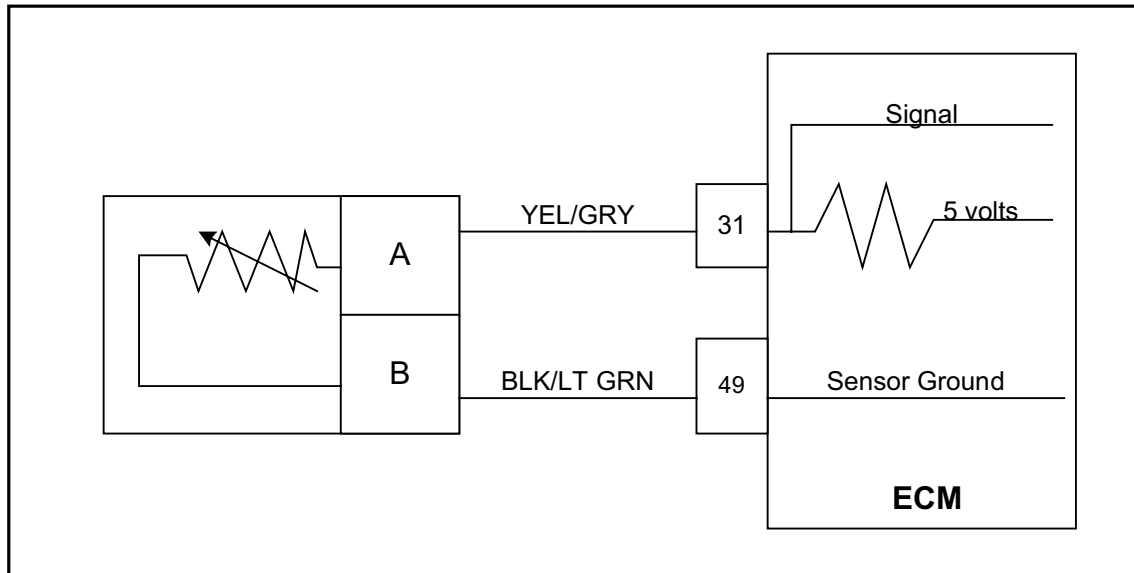 Signal
YEL/GRY
31
5 volts
A
B
BLK/LT GRN
49
Sensor Ground
ECM